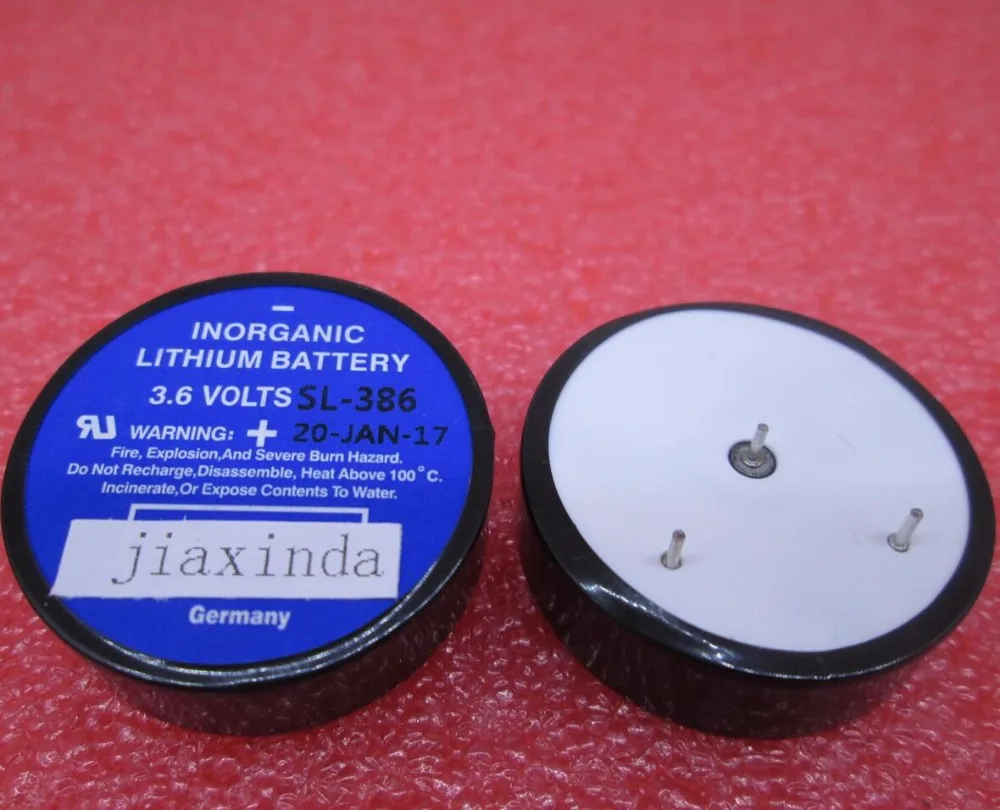 INORGANIC
LITHIUM BATTERY
3.6 VOLTS SL-386
WARNING: + 20-JAN-17
Fire, Explosion,And Severe Burn Hazard.
Do Not Recharge,Disassemble, Heat Above 100°C.
Incinerate,Or Expose Contents To Water.
jiaxinda
Germany